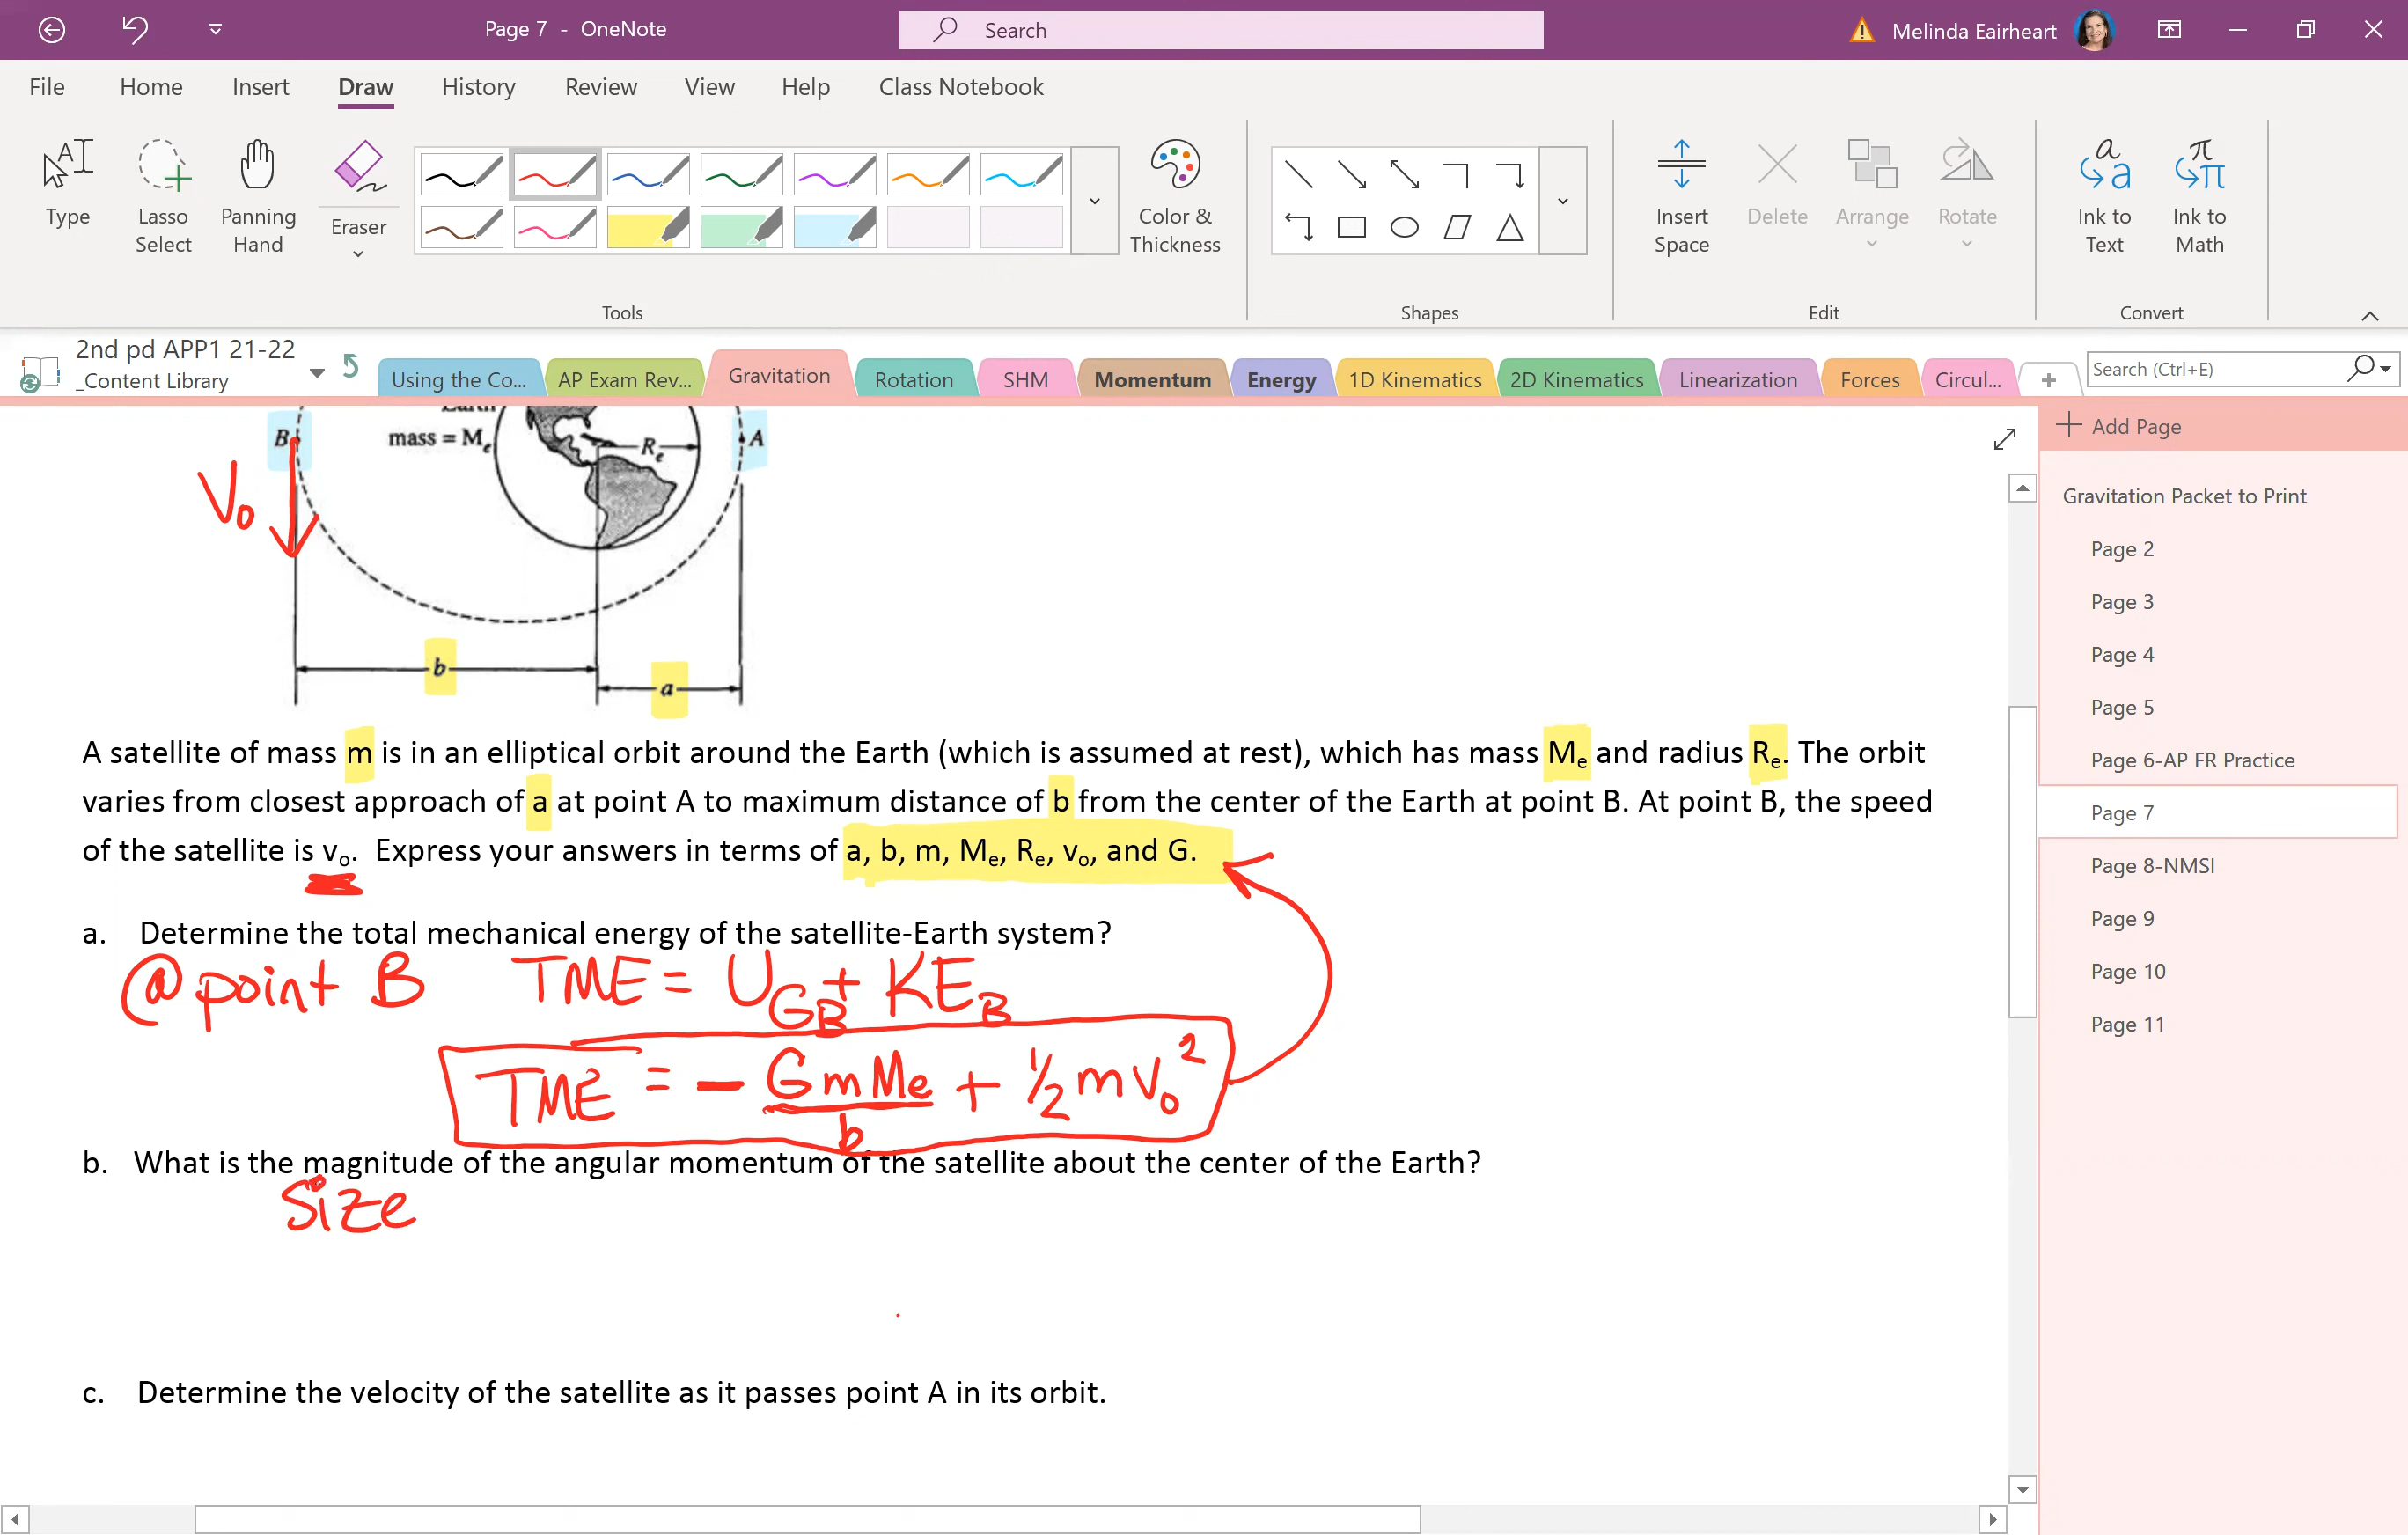 Page 7 - OneNote
Search
Melinda Eairheart
File Home Insert Draw History Review View Help Class Notebook
Type
Lasso Select
Panning Hand
Eraser
Color & Thickness
Insert Space
Delete
Arrange
Rotate
a a Ink to Text
π π Ink to Math
Tools
Shapes
Edit
Convert
2nd pd APP1 21-22
_Content Library
Using the Co...
AP Exam Rev...
Gravitation
Rotation
SHM
Momentum
Energy
1D Kinematics
2D Kinematics
Linearization
Forces
Circul...
+
Search (Ctrl+E)
Add Page
Gravitation Packet to Print
Page 2
Page 3
Page 4
Page 5
Page 6-AP FR Practice
Page 7
Page 8-NMSI
Page 9
Page 10
Page 11
B
mass = Me
Re
A
Vo
b
a
A satellite of mass m is in an elliptical orbit around the Earth (which is assumed at rest), which has mass Me and radius Re. The orbit
varies from closest approach of a at point A to maximum distance of b from the center of the Earth at point B. At point B, the speed
of the satellite is vo. Express your answers in terms of a, b, m, Me, Re, vo, and G.
a. Determine the total mechanical energy of the satellite-Earth system?
@ point B TME = UGB + KEB
TME = - GmMe/b + 1/2 mVo²
b. What is the magnitude of the angular momentum of the satellite about the center of the Earth?
Size
c. Determine the velocity of the satellite as it passes point A in its orbit.